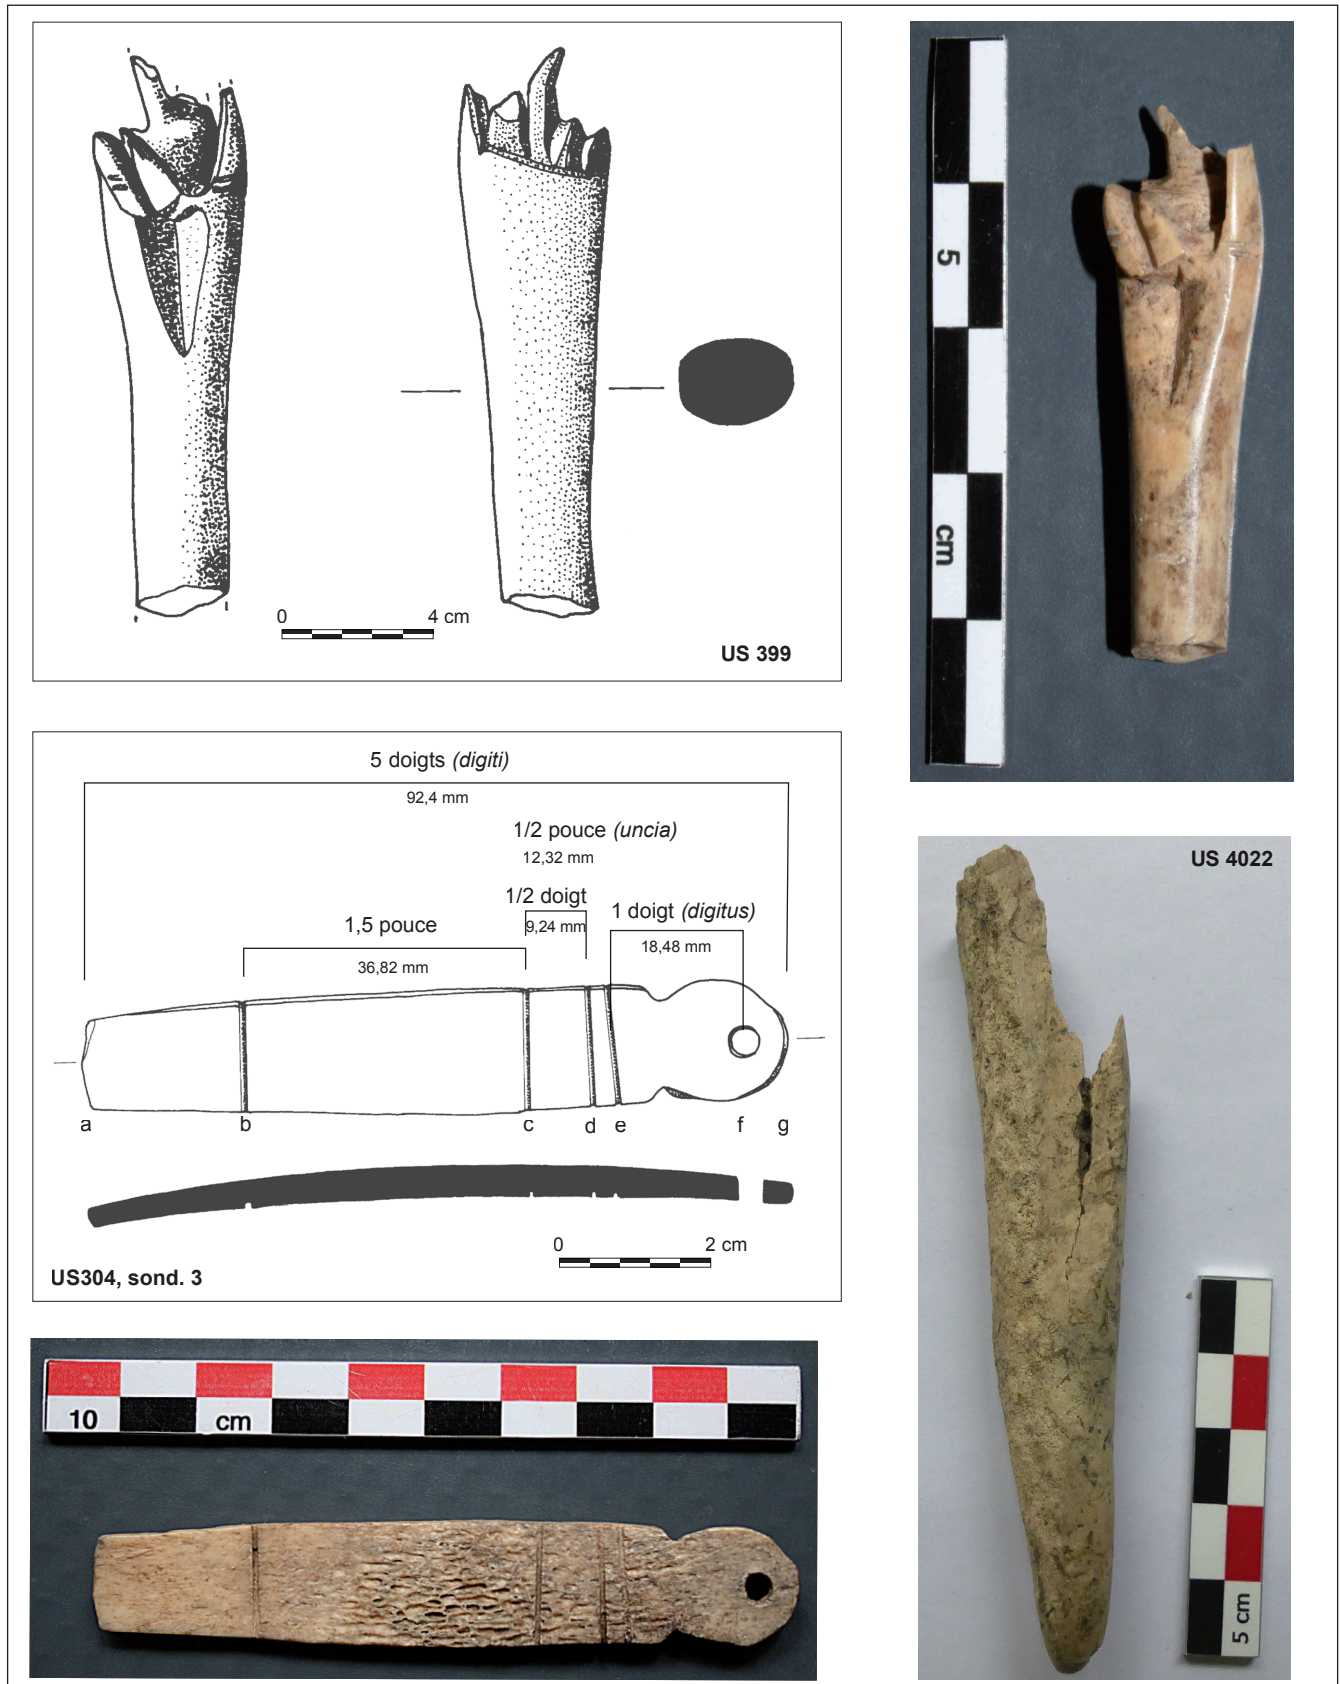 0 4 cm
US 399
5
cm
5 doigts (digiti)
92,4 mm
1/2 pouce (uncia)
12,32 mm
1/2 doigt
9,24 mm
1 doigt (digitus)
18,48 mm
1,5 pouce
36,82 mm
a b c d e f g
0 2 cm
US304, sond. 3
10 cm
US 4022
5 cm